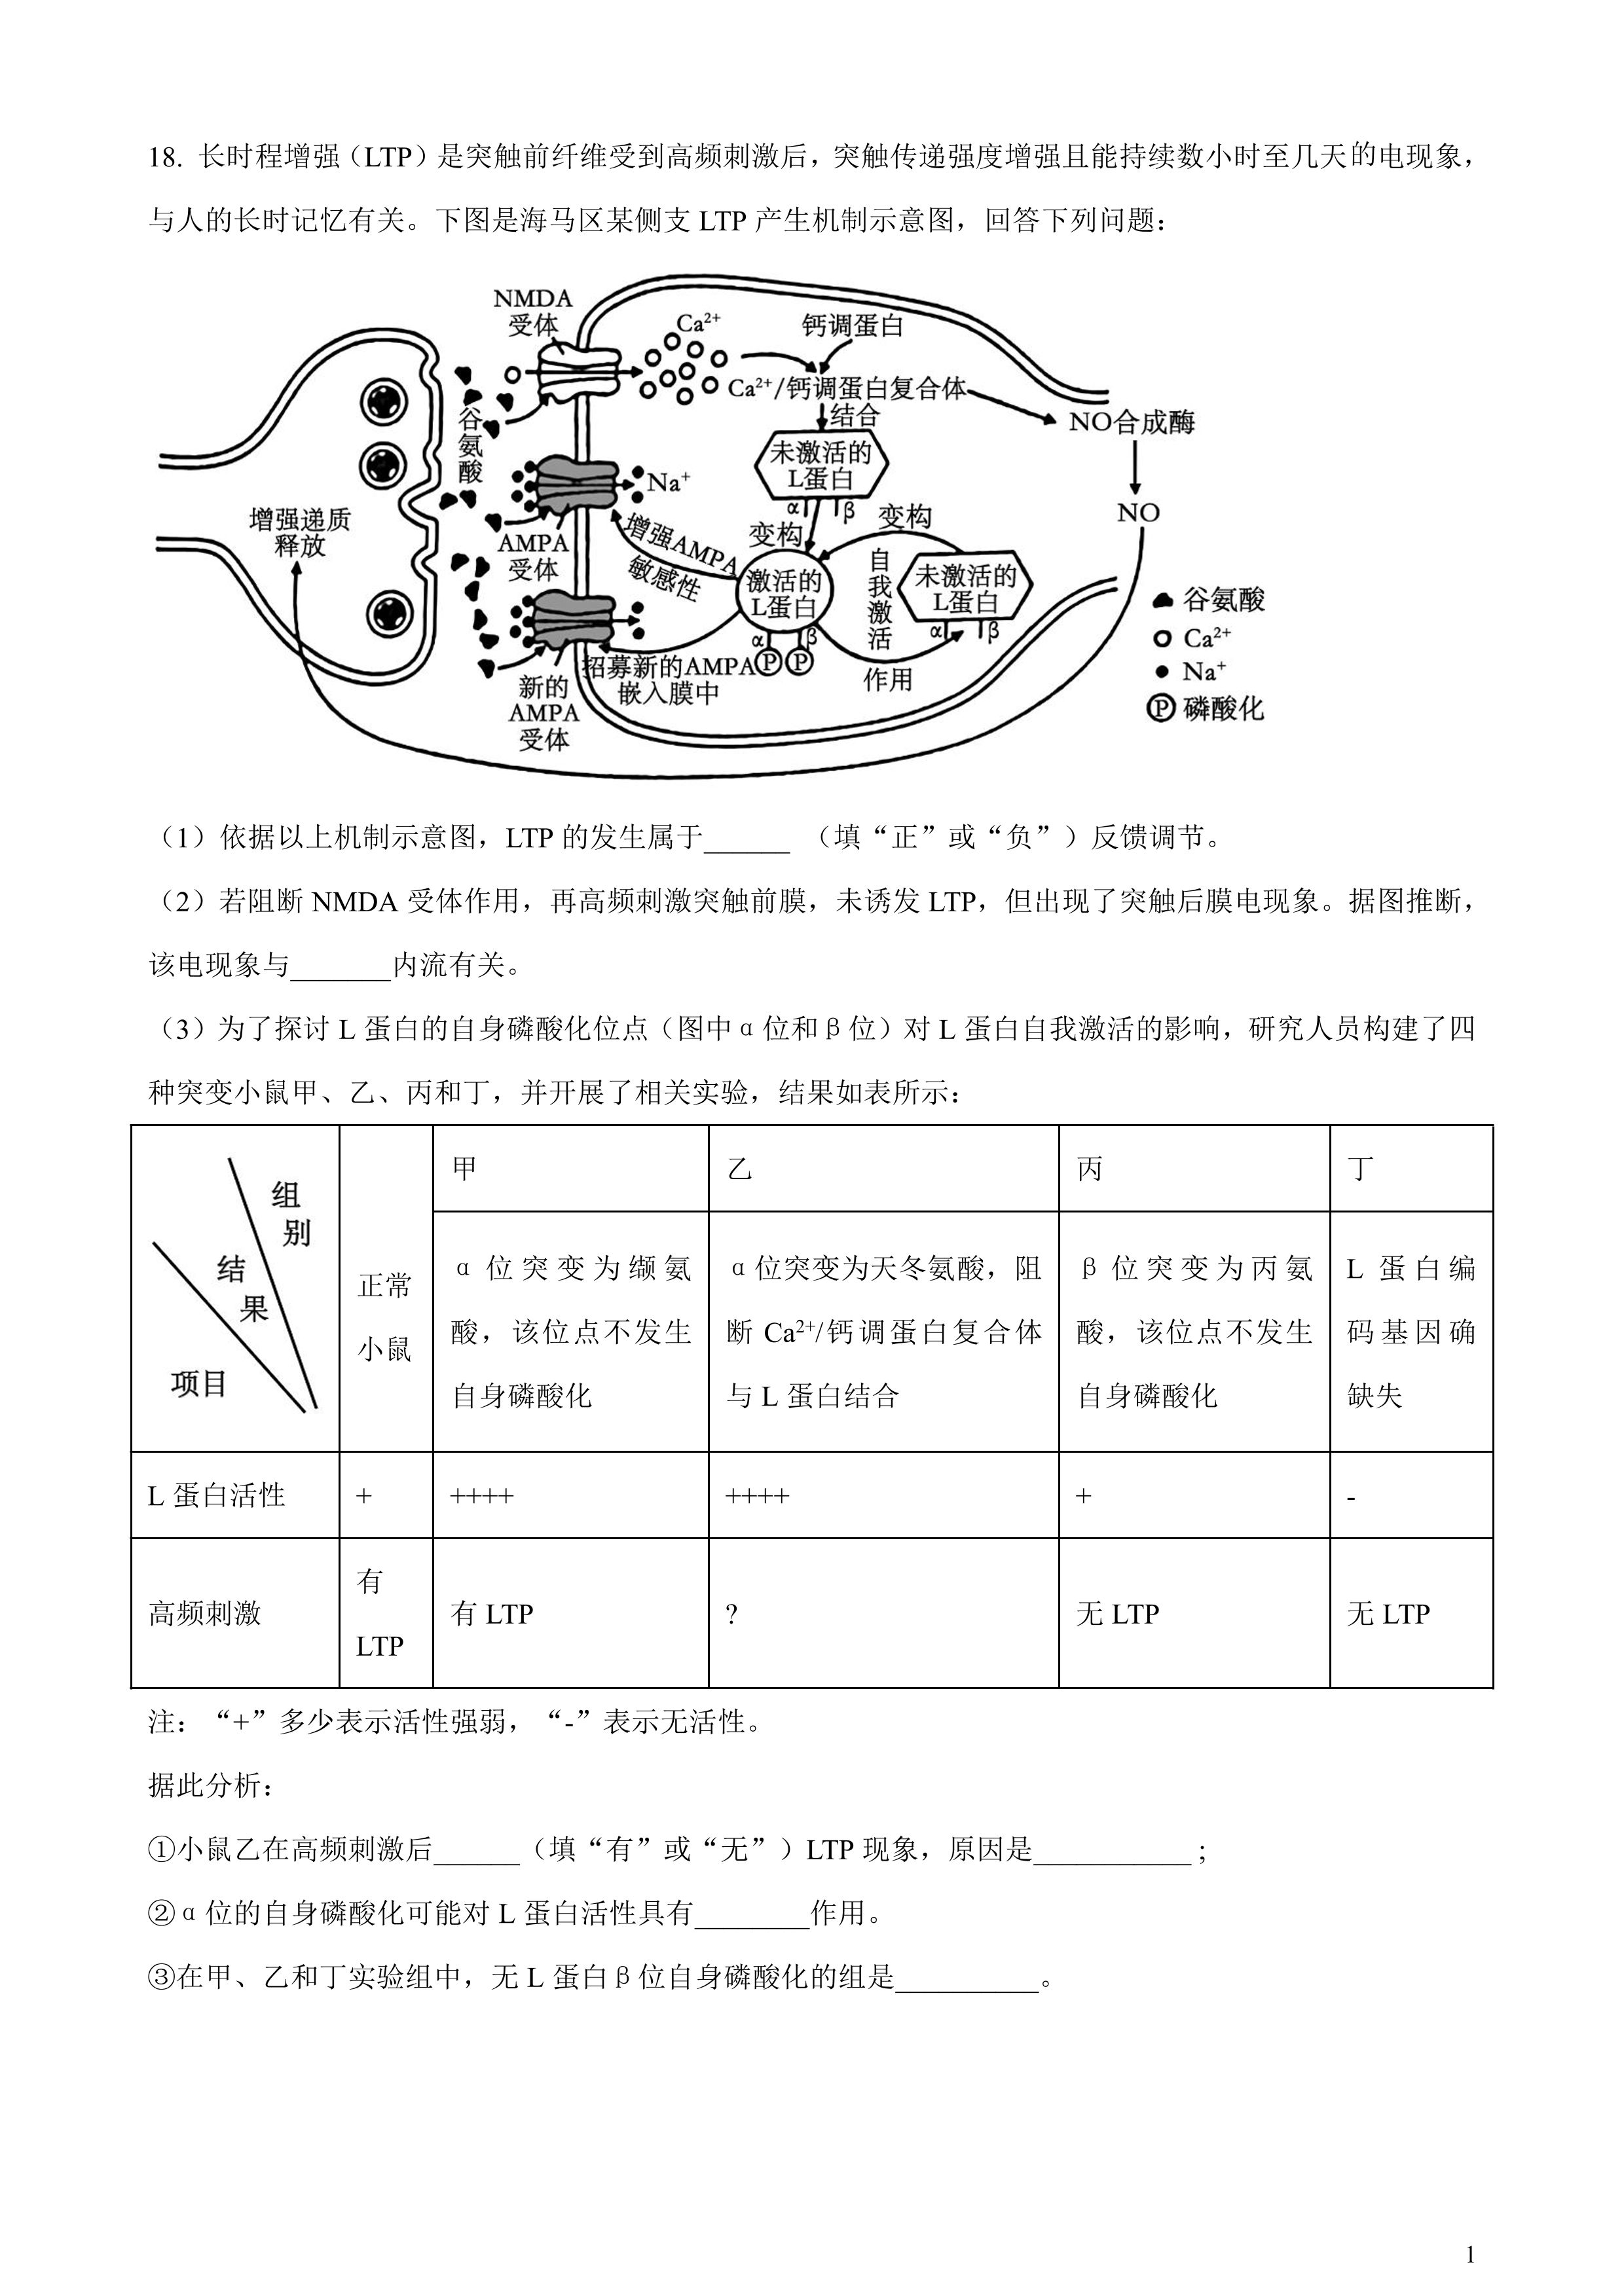 18. 长时程增强（LTP）是突触前纤维受到高频刺激后，突触传递强度增强且能持续数小时至几天的电现象，
与人的长时记忆有关。下图是海马区某侧支 LTP 产生机制示意图，回答下列问题：
NMDA
受体
Ca²⁺
钙调蛋白
Ca²⁺/钙调蛋白复合体
结合
NO合成酶
谷
氨
酸
未激活的
L蛋白
α
β
Na⁺
NO
增强递质
释放
AMPA
受体
增强AMPA
敏感性
变构
变构
激活的
L蛋白
α
β
P
P
自
我
激
活
未激活的
L蛋白
α
β
作用
招募新的AMPA
嵌入膜中
新的
AMPA
受体
谷氨酸
Ca²⁺
Na⁺
P 磷酸化
（1）依据以上机制示意图，LTP 的发生属于______ （填“正”或“负”）反馈调节。
（2）若阻断 NMDA 受体作用，再高频刺激突触前膜，未诱发 LTP，但出现了突触后膜电现象。据图推断，
该电现象与_______内流有关。
（3）为了探讨 L 蛋白的自身磷酸化位点（图中α位和β位）对 L 蛋白自我激活的影响，研究人员构建了四
种突变小鼠甲、乙、丙和丁，并开展了相关实验，结果如表所示：
组
别
结
果
项目
正常
小鼠
甲
乙
丙
丁
α位突变为缬氨
酸，该位点不发生
自身磷酸化
α位突变为天冬氨酸，阻
断 Ca²⁺/钙调蛋白复合体
与 L 蛋白结合
β位突变为丙氨
酸，该位点不发生
自身磷酸化
L 蛋白编
码基因确
缺失
L 蛋白活性
+
++++
++++
+
-
高频刺激
有
LTP
有 LTP
?
无 LTP
无 LTP
注：“+”多少表示活性强弱，“-”表示无活性。
据此分析：
①小鼠乙在高频刺激后______（填“有”或“无”）LTP 现象，原因是___________ ;
②α位的自身磷酸化可能对 L 蛋白活性具有________作用。
③在甲、乙和丁实验组中，无 L 蛋白β位自身磷酸化的组是__________。
1